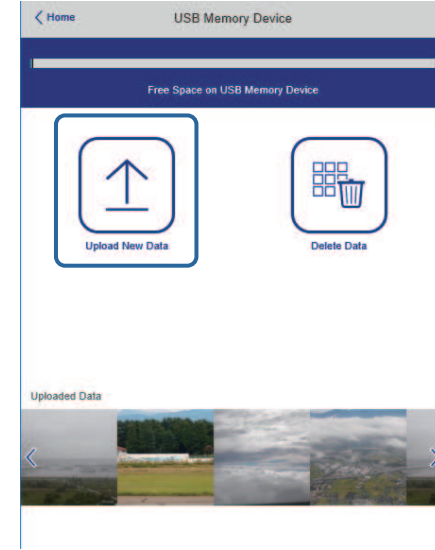 Home
USB Memory Device
Free Space on USB Memory Device
Upload New Data
Delete Data
Uploaded Data